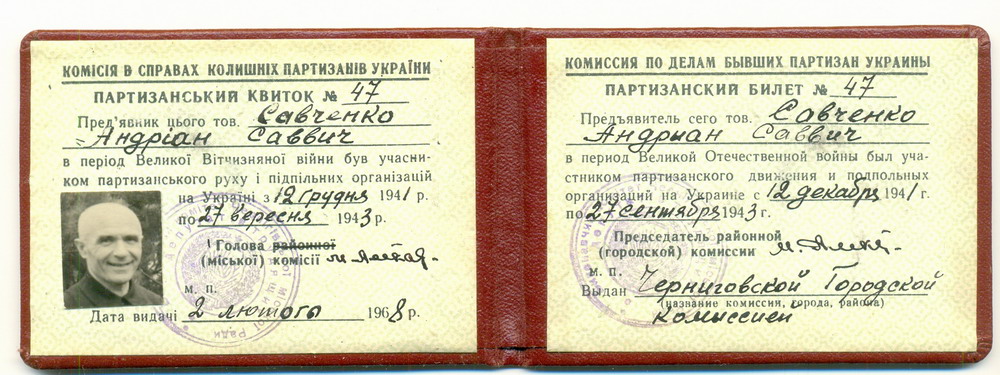 КОМІСІЯ В СПРАВАХ КОЛИШНІХ ПАРТИЗАНІВ УКРАЇНИ
ПАРТИЗАНСЬКИЙ КВИТОК № 47
Пред'явник цього тов. Савченко
Андріан Саввич
в період Великої Вітчизняної війни був учасни-
ком партизанського руху і підпільних організацій
на Україні з 12 грудня 1941 р.
по 27 вересня 1943 р.
Голова районної
(міської) комісії
м. п.
Дата видачі 2 лютого 1968 р.
КОМИССИЯ ПО ДЕЛАМ БЫВШИХ ПАРТИЗАН УКРАИНЫ
ПАРТИЗАНСКИЙ БИЛЕТ № 47
Предъявитель сего тов. Савченко
Андриан Саввич
в период Великой Отечественной войны был уча-
стником партизанского движения и подпольных
организаций на Украине с 12 декабря 1941 г.
по 27 сентября 1943 г.
Председатель районной
(городской) комиссии
м. п.
Выдан Черниговской Городской
(название комиссии, города, района)
комиссией